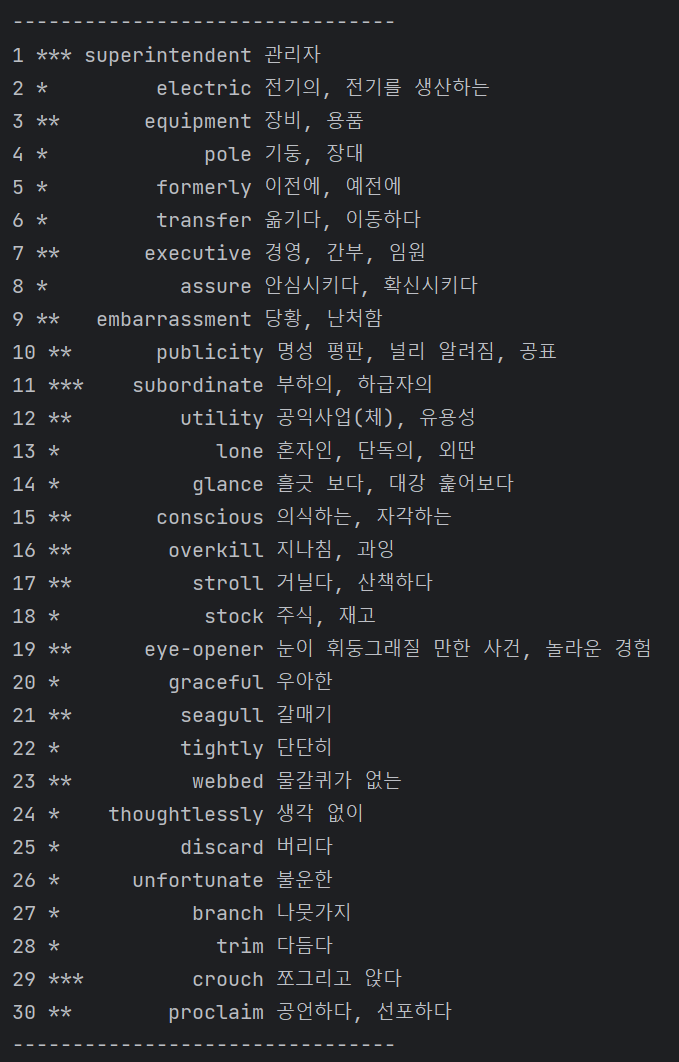 --------------------------------
1 *** superintendent 관리자
2 * electric 전기의, 전기를 생산하는
3 ** equipment 장비, 용품
4 * pole 기둥, 장대
5 * formerly 이전에, 예전에
6 * transfer 옮기다, 이동하다
7 ** executive 경영, 간부, 임원
8 * assure 안심시키다, 확신시키다
9 ** embarrassment 당황, 난처함
10 ** publicity 명성 평판, 널리 알려짐, 공표
11 *** subordinate 부하의, 하급자의
12 ** utility 공익사업(체), 유용성
13 * lone 혼자인, 단독의, 외딴
14 * glance 흘긋 보다, 대강 훑어보다
15 ** conscious 의식하는, 자각하는
16 ** overkill 지나침, 과잉
17 ** stroll 거닐다, 산책하다
18 * stock 주식, 재고
19 ** eye-opener 눈이 휘둥그래질 만한 사건, 놀라운 경험
20 * graceful 우아한
21 ** seagull 갈매기
22 * tightly 단단히
23 ** webbed 물갈퀴가 없는
24 * thoughtlessly 생각 없이
25 * discard 버리다
26 * unfortunate 불운한
27 * branch 나뭇가지
28 * trim 다듬다
29 *** crouch 쪼그리고 앉다
30 ** proclaim 공언하다, 선포하다
--------------------------------